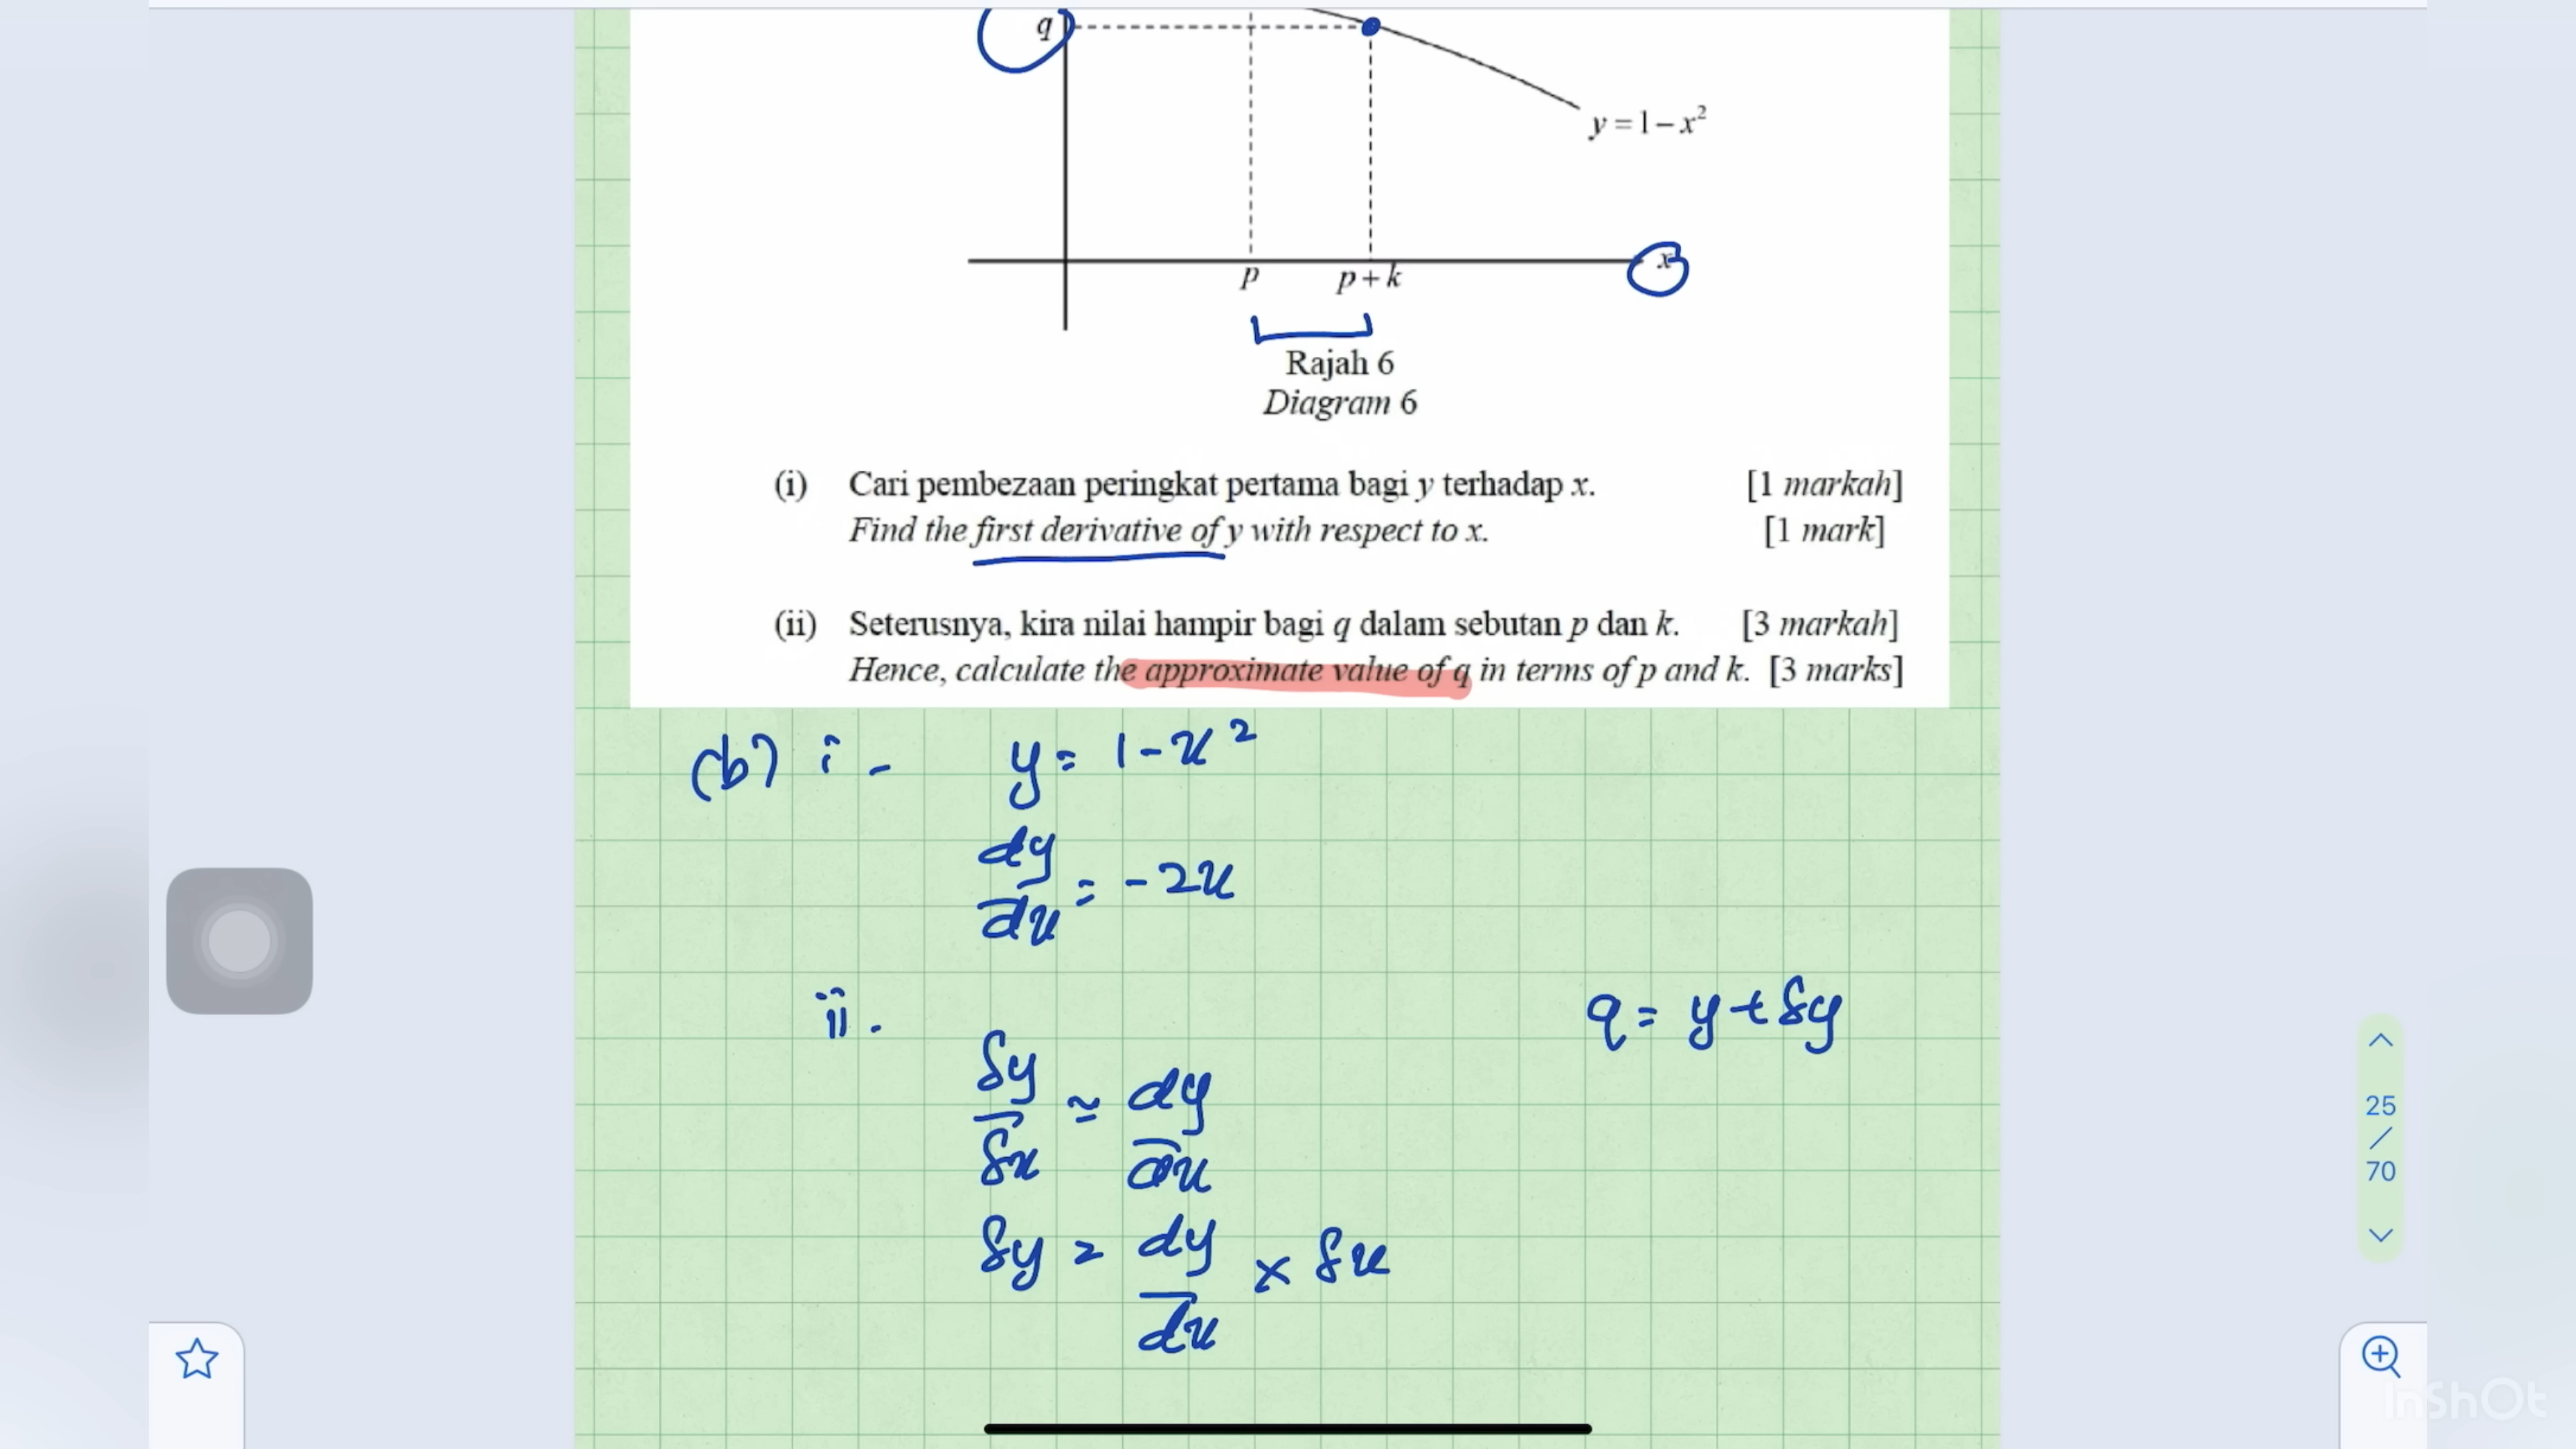 q
y = 1 − x²
x
p
p + k
Rajah 6
Diagram 6
(i) Cari pembezaan peringkat pertama bagi y terhadap x. [1 markah]
Find the first derivative of y with respect to x. [1 mark]
(ii) Seterusnya, kira nilai hampir bagi q dalam sebutan p dan k. [3 markah]
Hence, calculate the approximate value of q in terms of p and k. [3 marks]
(b) i - y = 1 - x²
dy/dx = -2x
ii. q = y + δy
δy/δx ≈ dy/dx
δy = dy/dx × δx
25
/
70
InShOt